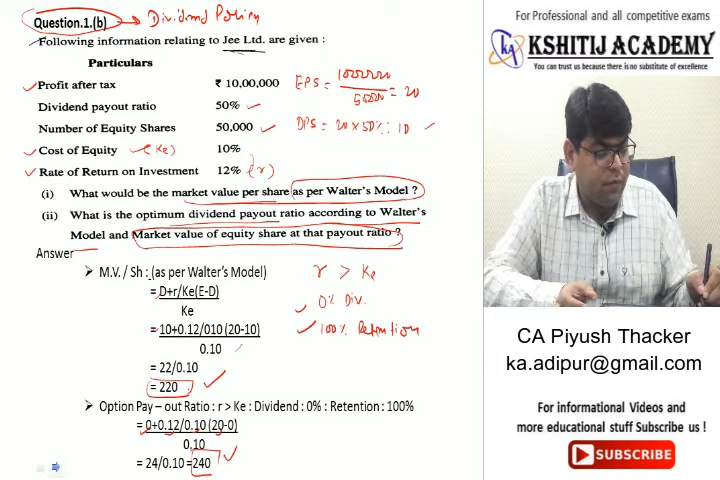 Question.1.(b) → Dividend Policy
Following information relating to Jee Ltd. are given :
Particulars
Profit after tax ₹ 10,00,000
EPS = 1000000 / 50000 = 20
Dividend payout ratio 50%
Number of Equity Shares 50,000
DPS = 20 x 50% : 10
Cost of Equity (Ke) 10%
Rate of Return on Investment 12% (r)
(i) What would be the market value per share as per Walter's Model ?
(ii) What is the optimum dividend payout ratio according to Walter's
Model and Market value of equity share at that payout ratio ?
Answer
➢ M.V. / Sh : (as per Walter's Model)
r > Ke
= D+r/Ke(E-D)
Ke
0% Div.
= 10+0.12/010 (20-10)
100% Retention
0.10
= 22/0.10
= 220
➢ Option Pay – out Ratio : r > Ke : Dividend : 0% : Retention : 100%
= 0+0.12/0.10 (20-0)
0.10
= 24/0.10 = 240
For Professional and all competitive exams
ka
KSHITIJ ACADEMY
You can trust us because there is no substitute of excellence
CA Piyush Thacker
ka.adipur@gmail.com
For informational Videos and
more educational stuff Subscribe us !
SUBSCRIBE